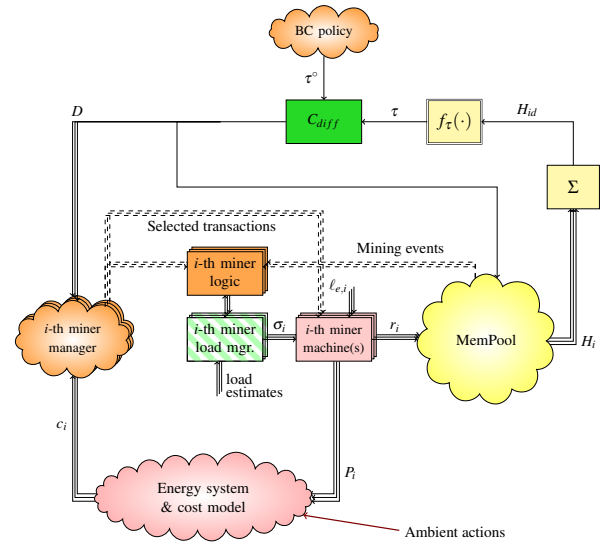 BC policy
τ°
D
C_diff
τ
f_τ(·)
H_id
Σ
Selected transactions
Mining events
i-th miner
logic
ℓ_e,i
i-th miner
manager
i-th miner
load mgr.
σ_i
i-th miner
machine(s)
r_i
MemPool
H_i
load
estimates
c_i
P_i
Energy system
& cost model
Ambient actions